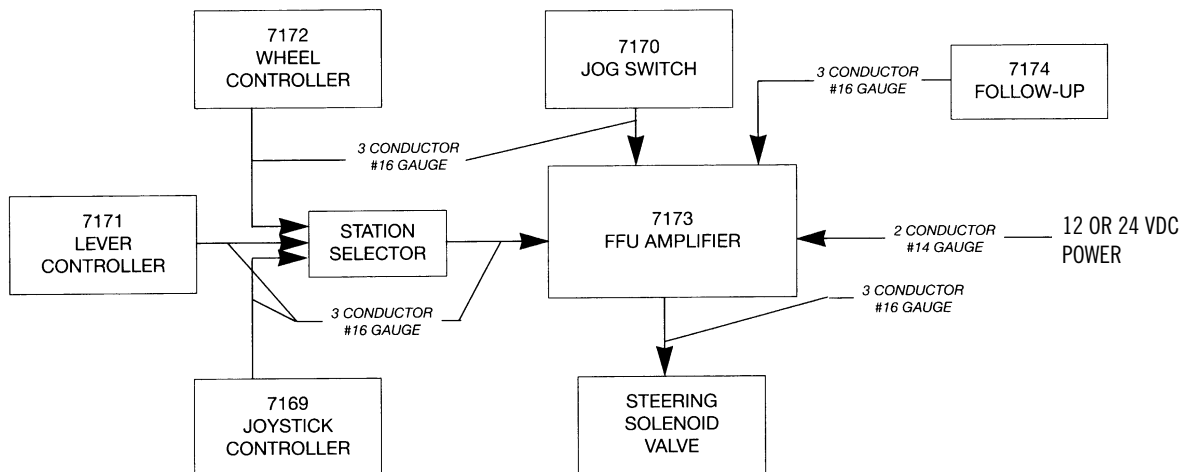 7172
WHEEL
CONTROLLER
7170
JOG SWITCH
3 CONDUCTOR
#16 GAUGE
7174
FOLLOW-UP
3 CONDUCTOR
#16 GAUGE
7171
LEVER
CONTROLLER
STATION
SELECTOR
7173
FFU AMPLIFIER
2 CONDUCTOR
#14 GAUGE
12 OR 24 VDC
POWER
3 CONDUCTOR
#16 GAUGE
3 CONDUCTOR
#16 GAUGE
7169
JOYSTICK
CONTROLLER
STEERING
SOLENOID
VALVE